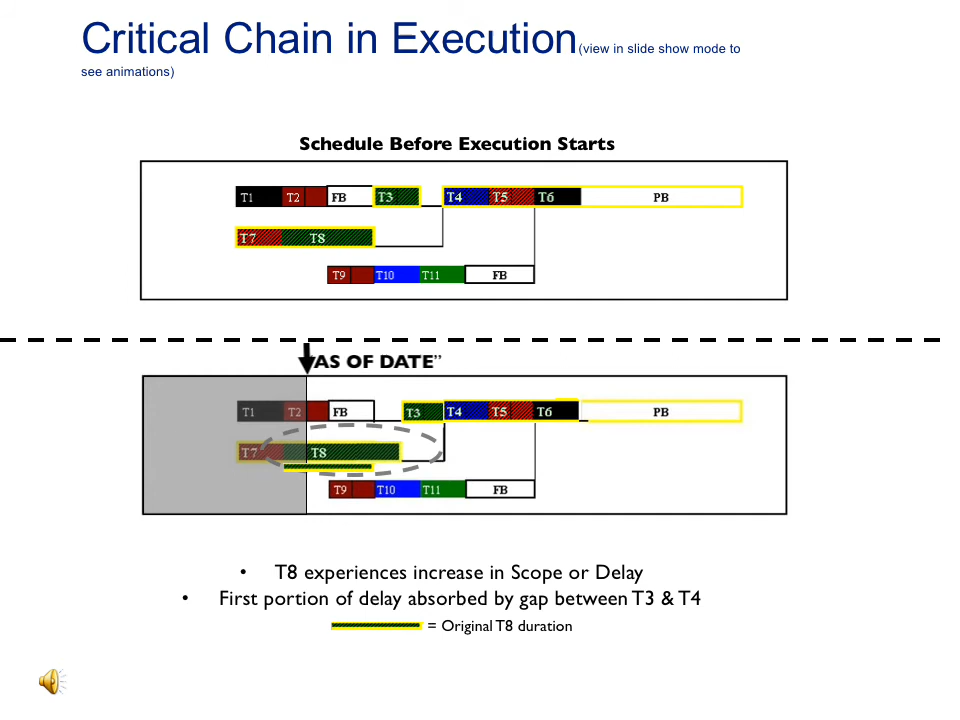 Critical Chain in Execution(view in slide show mode to
see animations)
Schedule Before Execution Starts
T1 T2 FB T3 T4 T5 T6 PB
T7 T8
T9 T10 T11 FB
AS OF DATE”
T1 T2 FB T3 T4 T5 T6 PB
T7 T8
T9 T10 T11 FB
• T8 experiences increase in Scope or Delay
• First portion of delay absorbed by gap between T3 & T4
= Original T8 duration